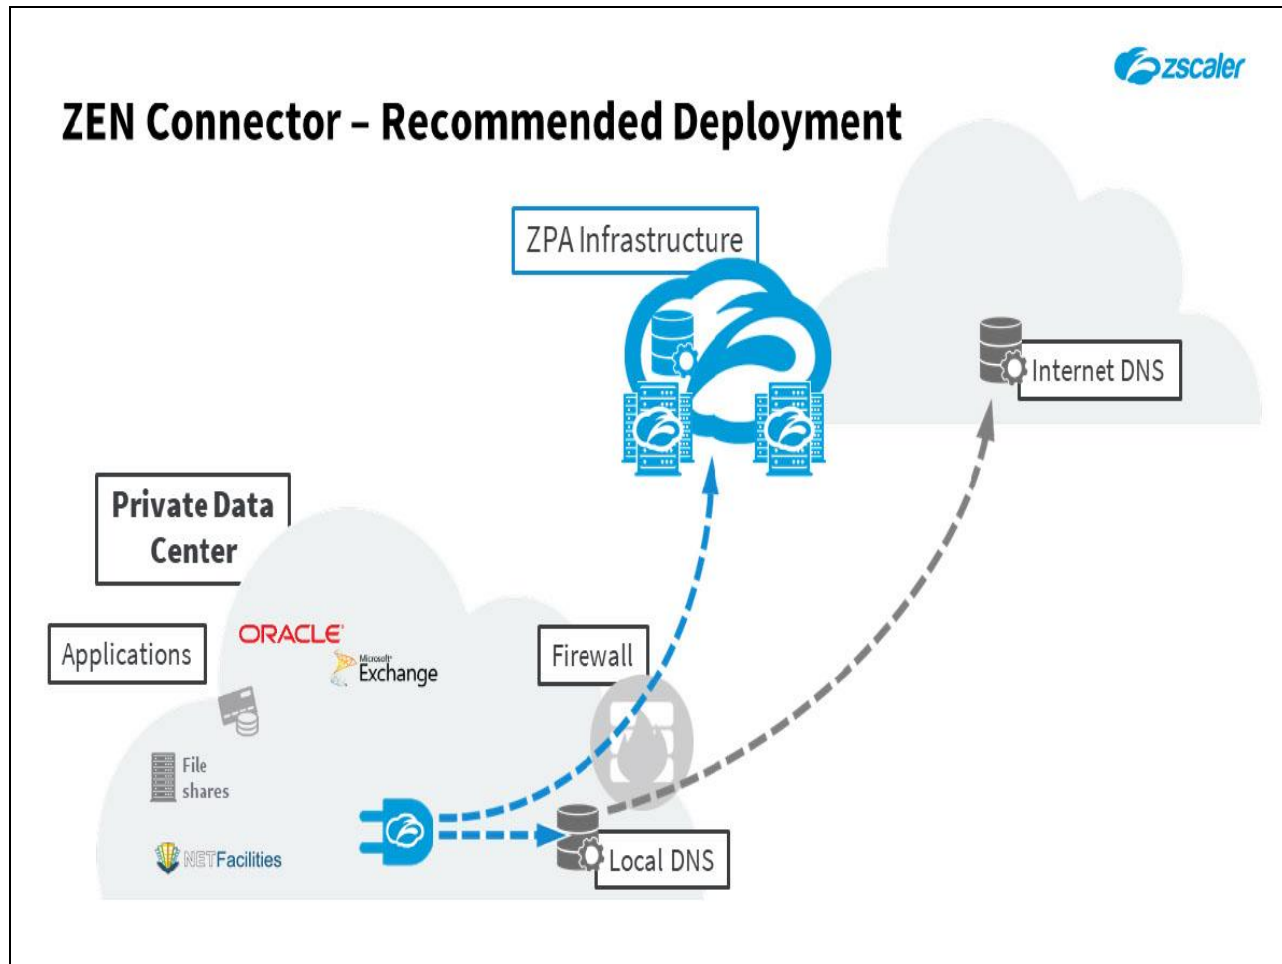 zscaler
ZEN Connector – Recommended Deployment
ZPA Infrastructure
Internet DNS
Private Data
Center
Applications
ORACLE
Microsoft
Exchange
Firewall
File
shares
NETFacilities
Local DNS